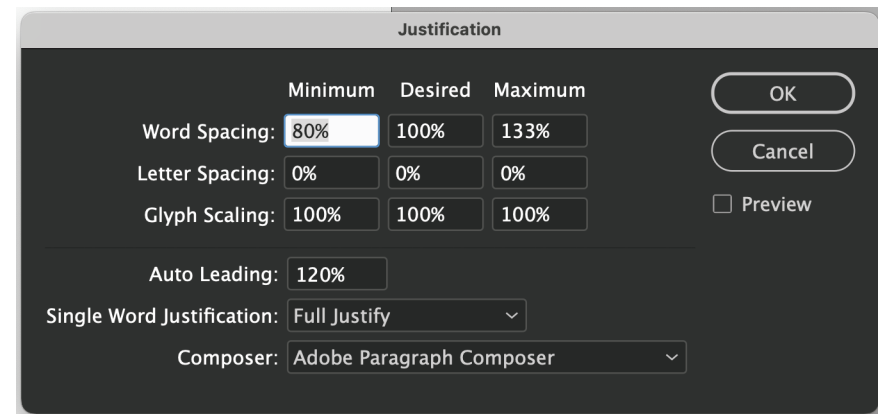 Justification
Minimum Desired Maximum
Word Spacing: 80% 100% 133%
Letter Spacing: 0% 0% 0%
Glyph Scaling: 100% 100% 100%
Auto Leading: 120%
Single Word Justification: Full Justify
Composer: Adobe Paragraph Composer
OK
Cancel
Preview